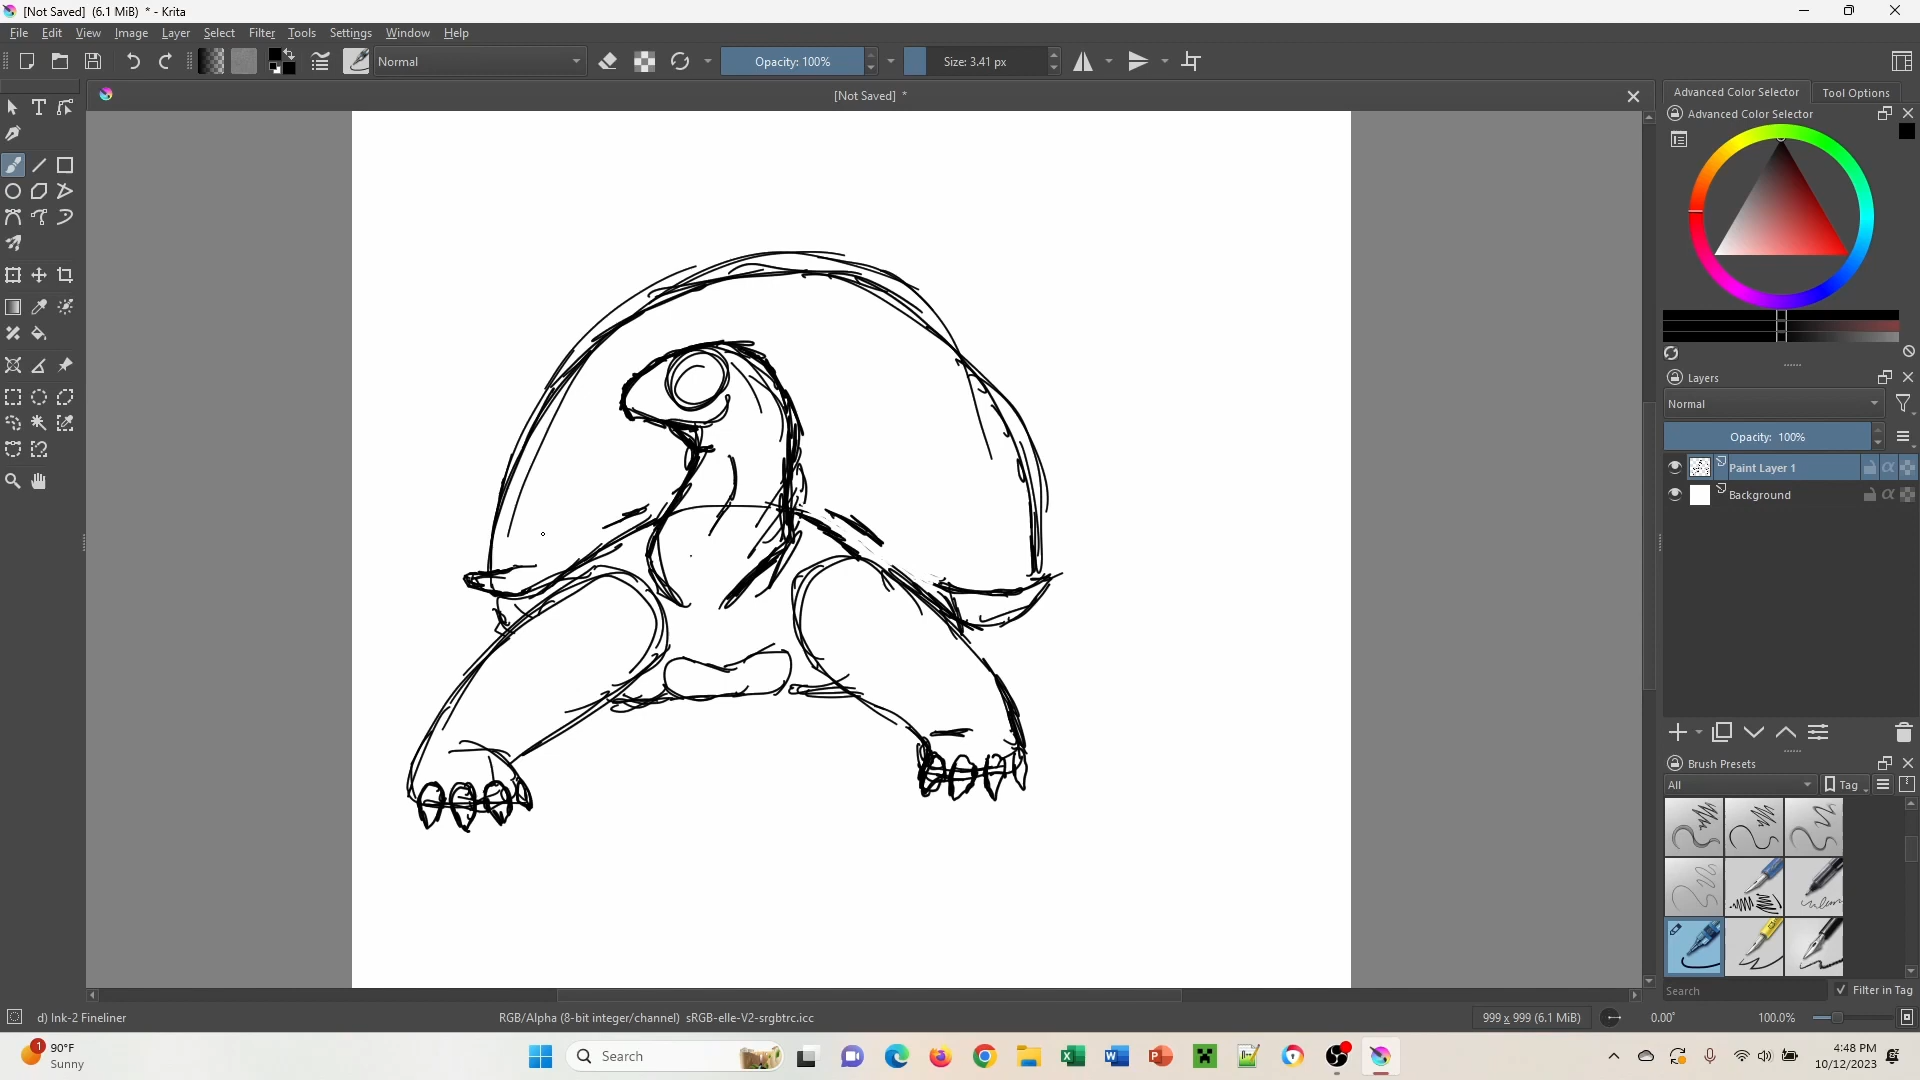 [Not Saved]  (6.1 MiB)  * - Krita
File Edit View Image Layer Select Filter Tools Settings Window Help
Normal
Opacity: 100%
Size: 3.41 px
[Not Saved]  *
Advanced Color Selector
Tool Options
Advanced Color Selector
Layers
Normal
Opacity:  100%
Paint Layer 1
Background
Brush Presets
All
Tag
Search
Filter in Tag
d) Ink-2 Fineliner
RGB/Alpha (8-bit integer/channel)  sRGB-elle-V2-srgbtrc.icc
999 x 999 (6.1 MiB)
0.00°
100.0%
1
90°F
Sunny
Search
4:48 PM
10/12/2023